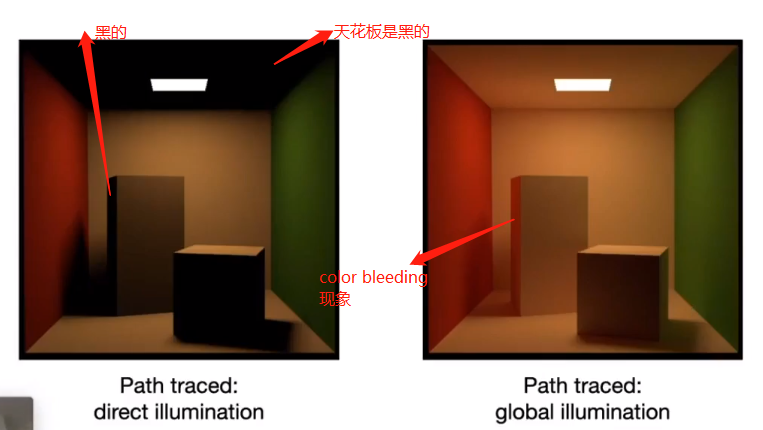 黑的
天花板是黑的
color bleeding
现象
Path traced:
direct illumination
Path traced:
global illumination